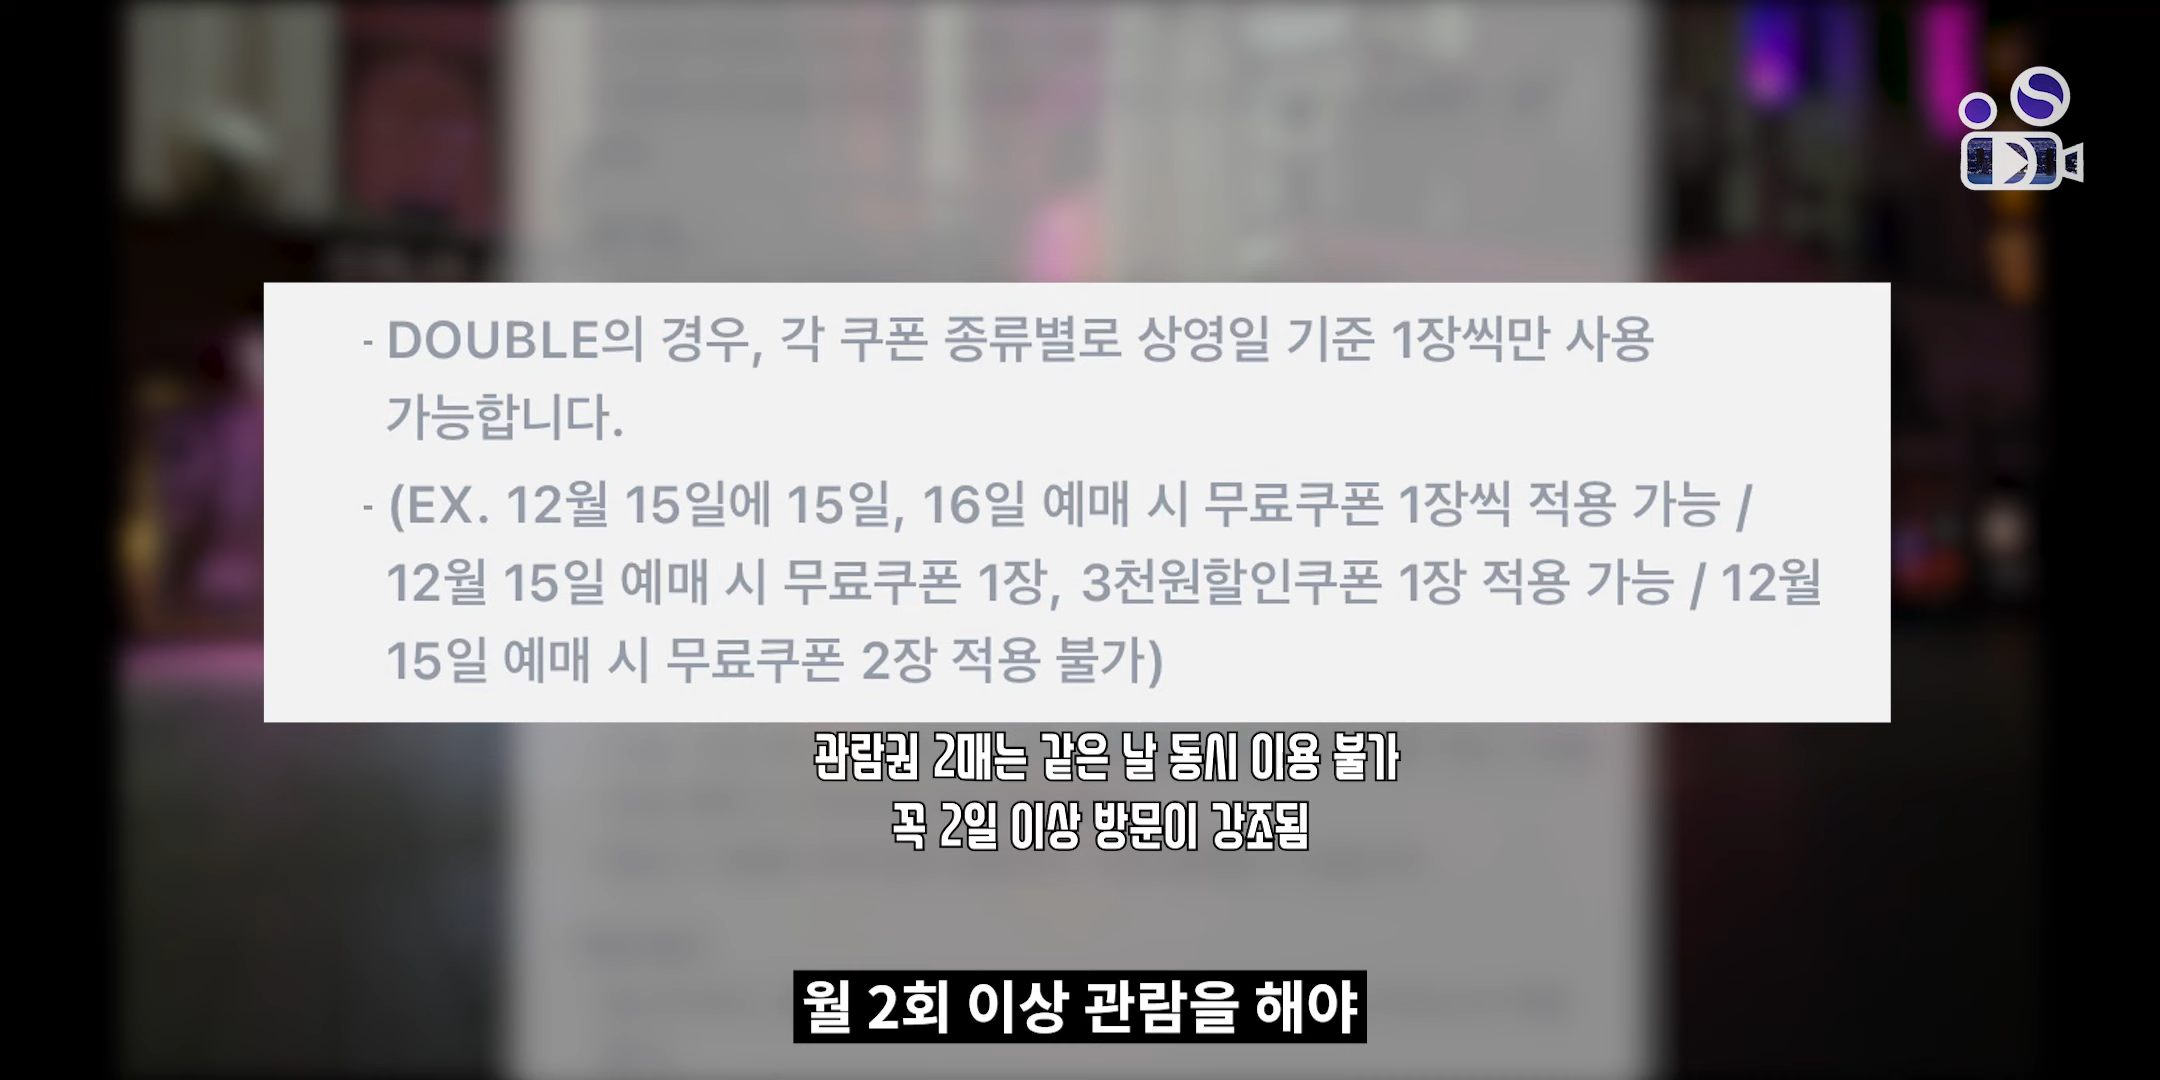 - DOUBLE의 경우, 각 쿠폰 종류별로 상영일 기준 1장씩만 사용
가능합니다.
- (EX. 12월 15일에 15일, 16일 예매 시 무료쿠폰 1장씩 적용 가능 /
12월 15일 예매 시 무료쿠폰 1장, 3천원할인쿠폰 1장 적용 가능 / 12월
15일 예매 시 무료쿠폰 2장 적용 불가)
관람권 2매는 같은 날 동시 이용 불가
꼭 2일 이상 방문이 강조됨
월 2회 이상 관람을 해야